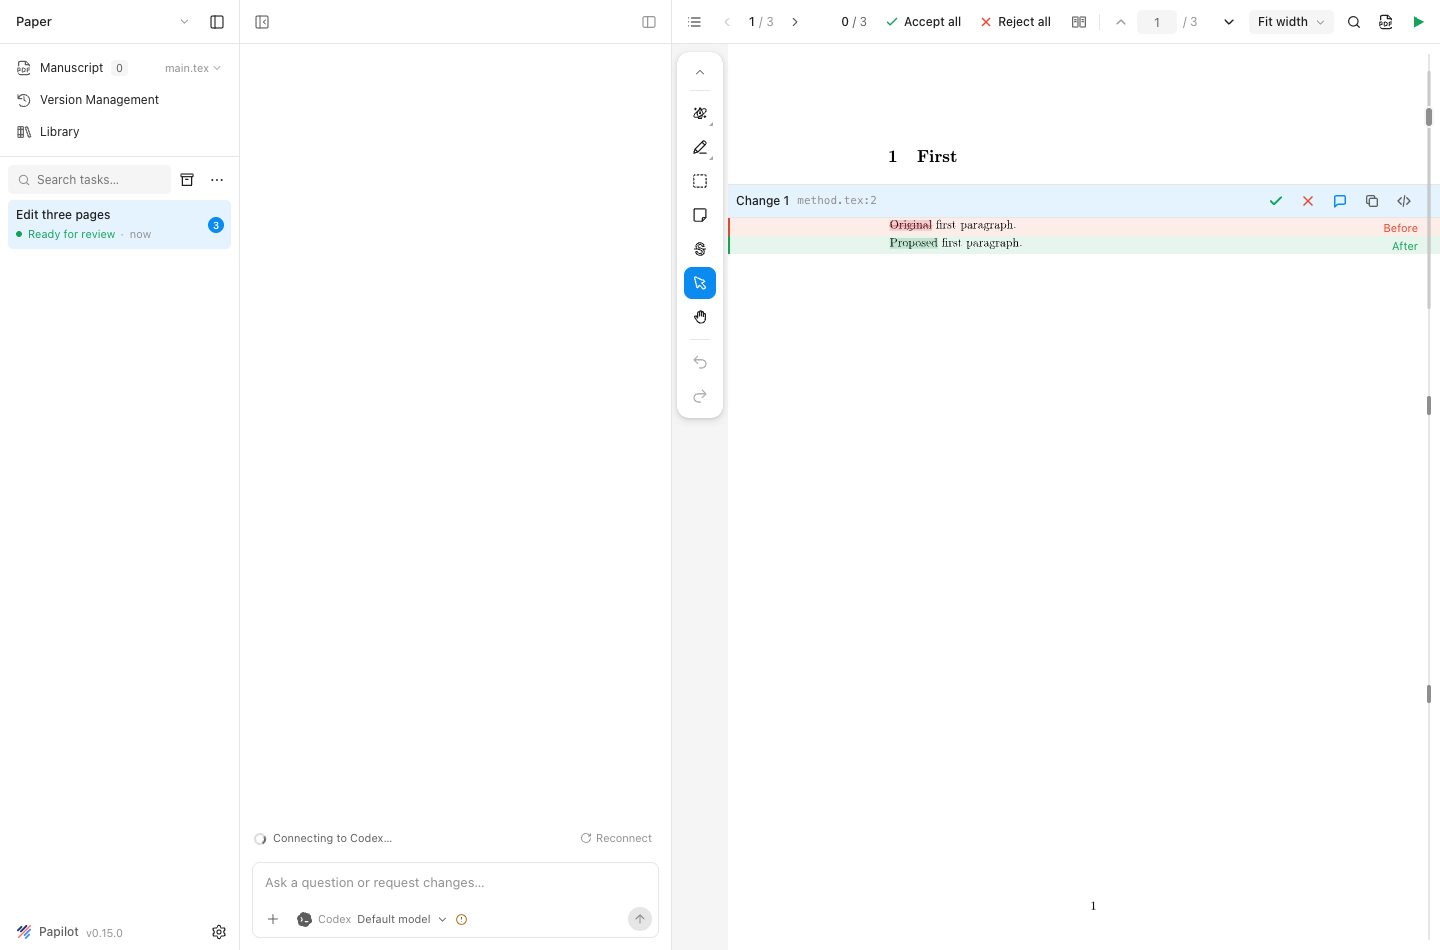 Paper
Manuscript 0 main.tex
Version Management
Library
Search tasks...
Edit three pages
Ready for review · now
3
Papilot v0.15.0
Connecting to Codex...
Reconnect
Ask a question or request changes...
Codex Default model
1 / 3
0 / 3
Accept all
Reject all
1 / 3
Fit width
PDF
1 First
Change 1 method.tex:2
Original first paragraph.
Before
Proposed first paragraph.
After
1